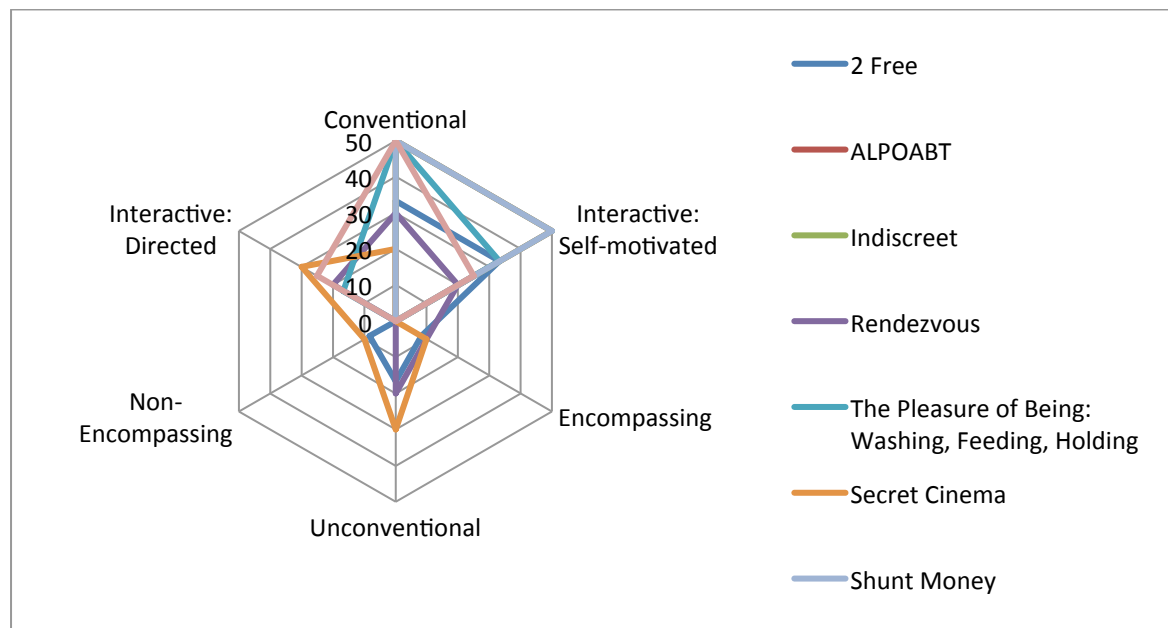 Conventional
50
40
30
20
10
0
Interactive:
Self-motivated
Encompassing
Unconventional
Non-
Encompassing
Interactive:
Directed
2 Free
ALPOABT
Indiscreet
Rendezvous
The Pleasure of Being:
Washing, Feeding, Holding
Secret Cinema
Shunt Money